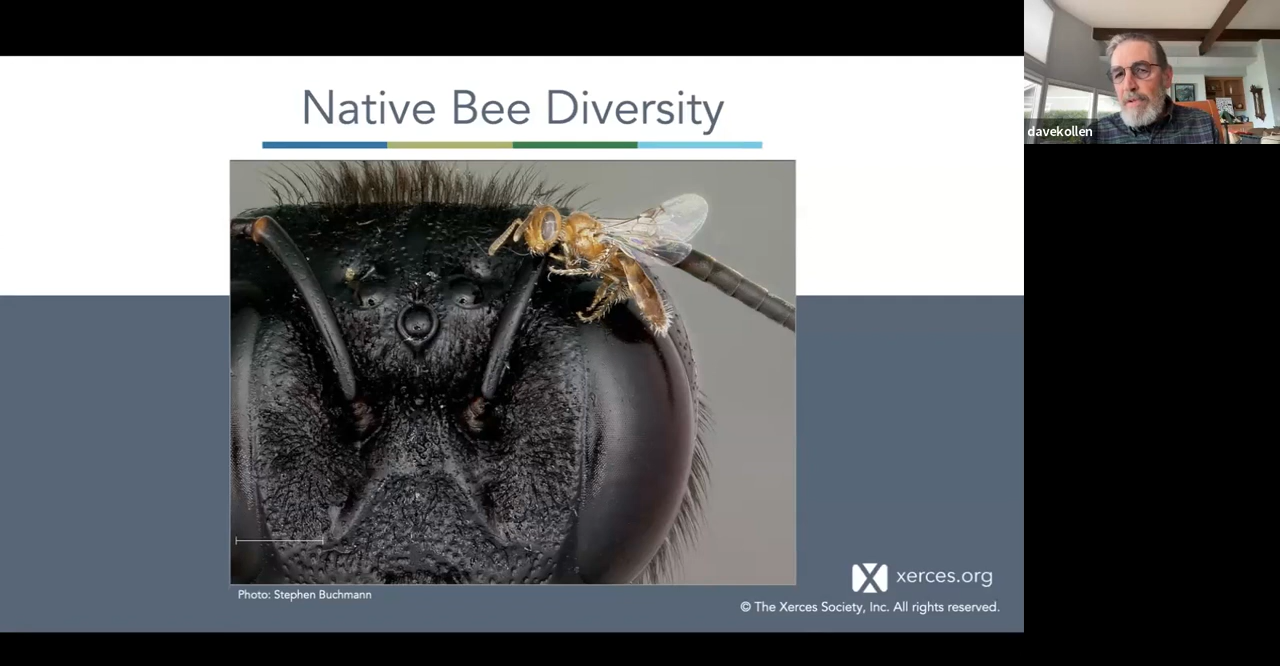 Native Bee Diversity
davekollen
Photo: Stephen Buchmann
xerces.org
© The Xerces Society, Inc. All rights reserved.